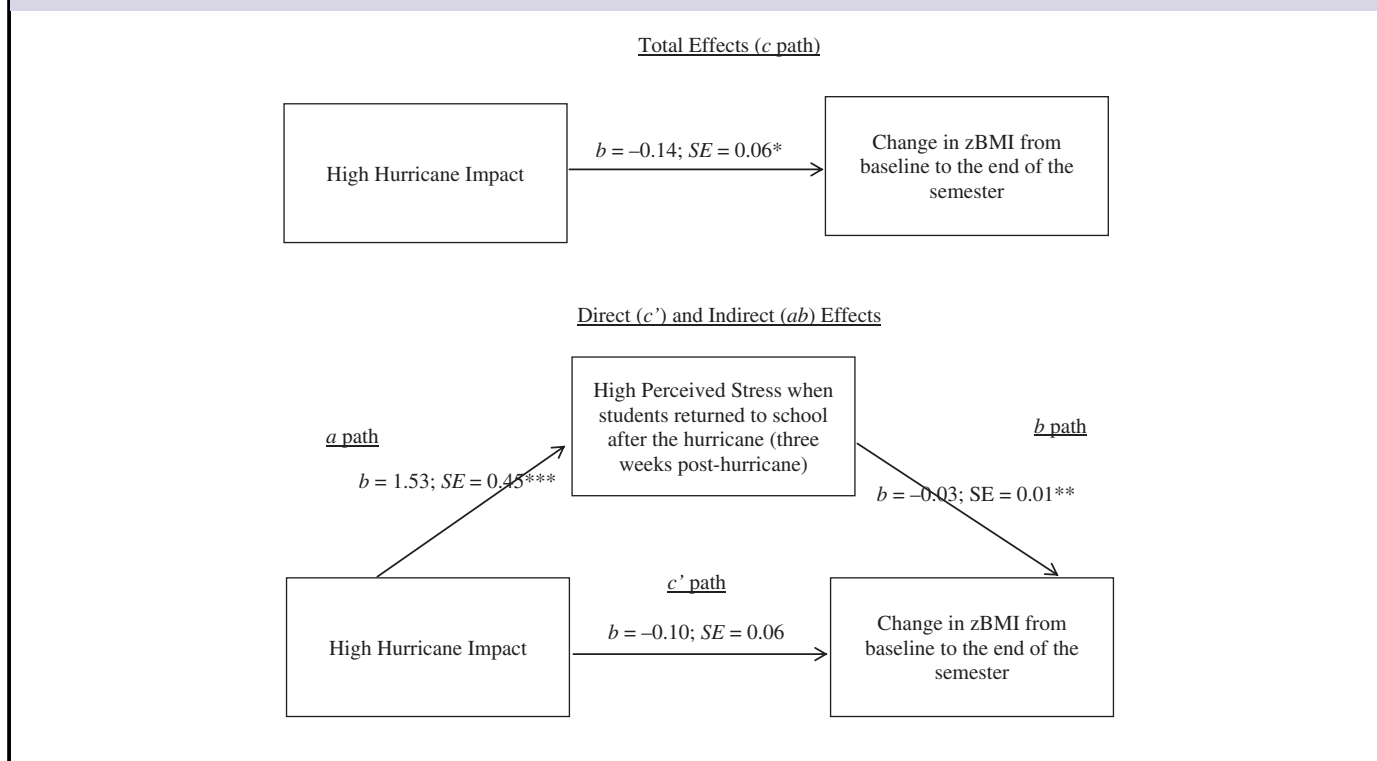 Total Effects (c path)
High Hurricane Impact
b = –0.14; SE = 0.06*
Change in zBMI from
baseline to the end of the
semester
Direct (c’) and Indirect (ab) Effects
High Perceived Stress when
students returned to school
after the hurricane (three
weeks post-hurricane)
a path
b = 1.53; SE = 0.45***
b path
b = –0.03; SE = 0.01**
High Hurricane Impact
c’ path
b = –0.10; SE = 0.06
Change in zBMI from
baseline to the end of the
semester